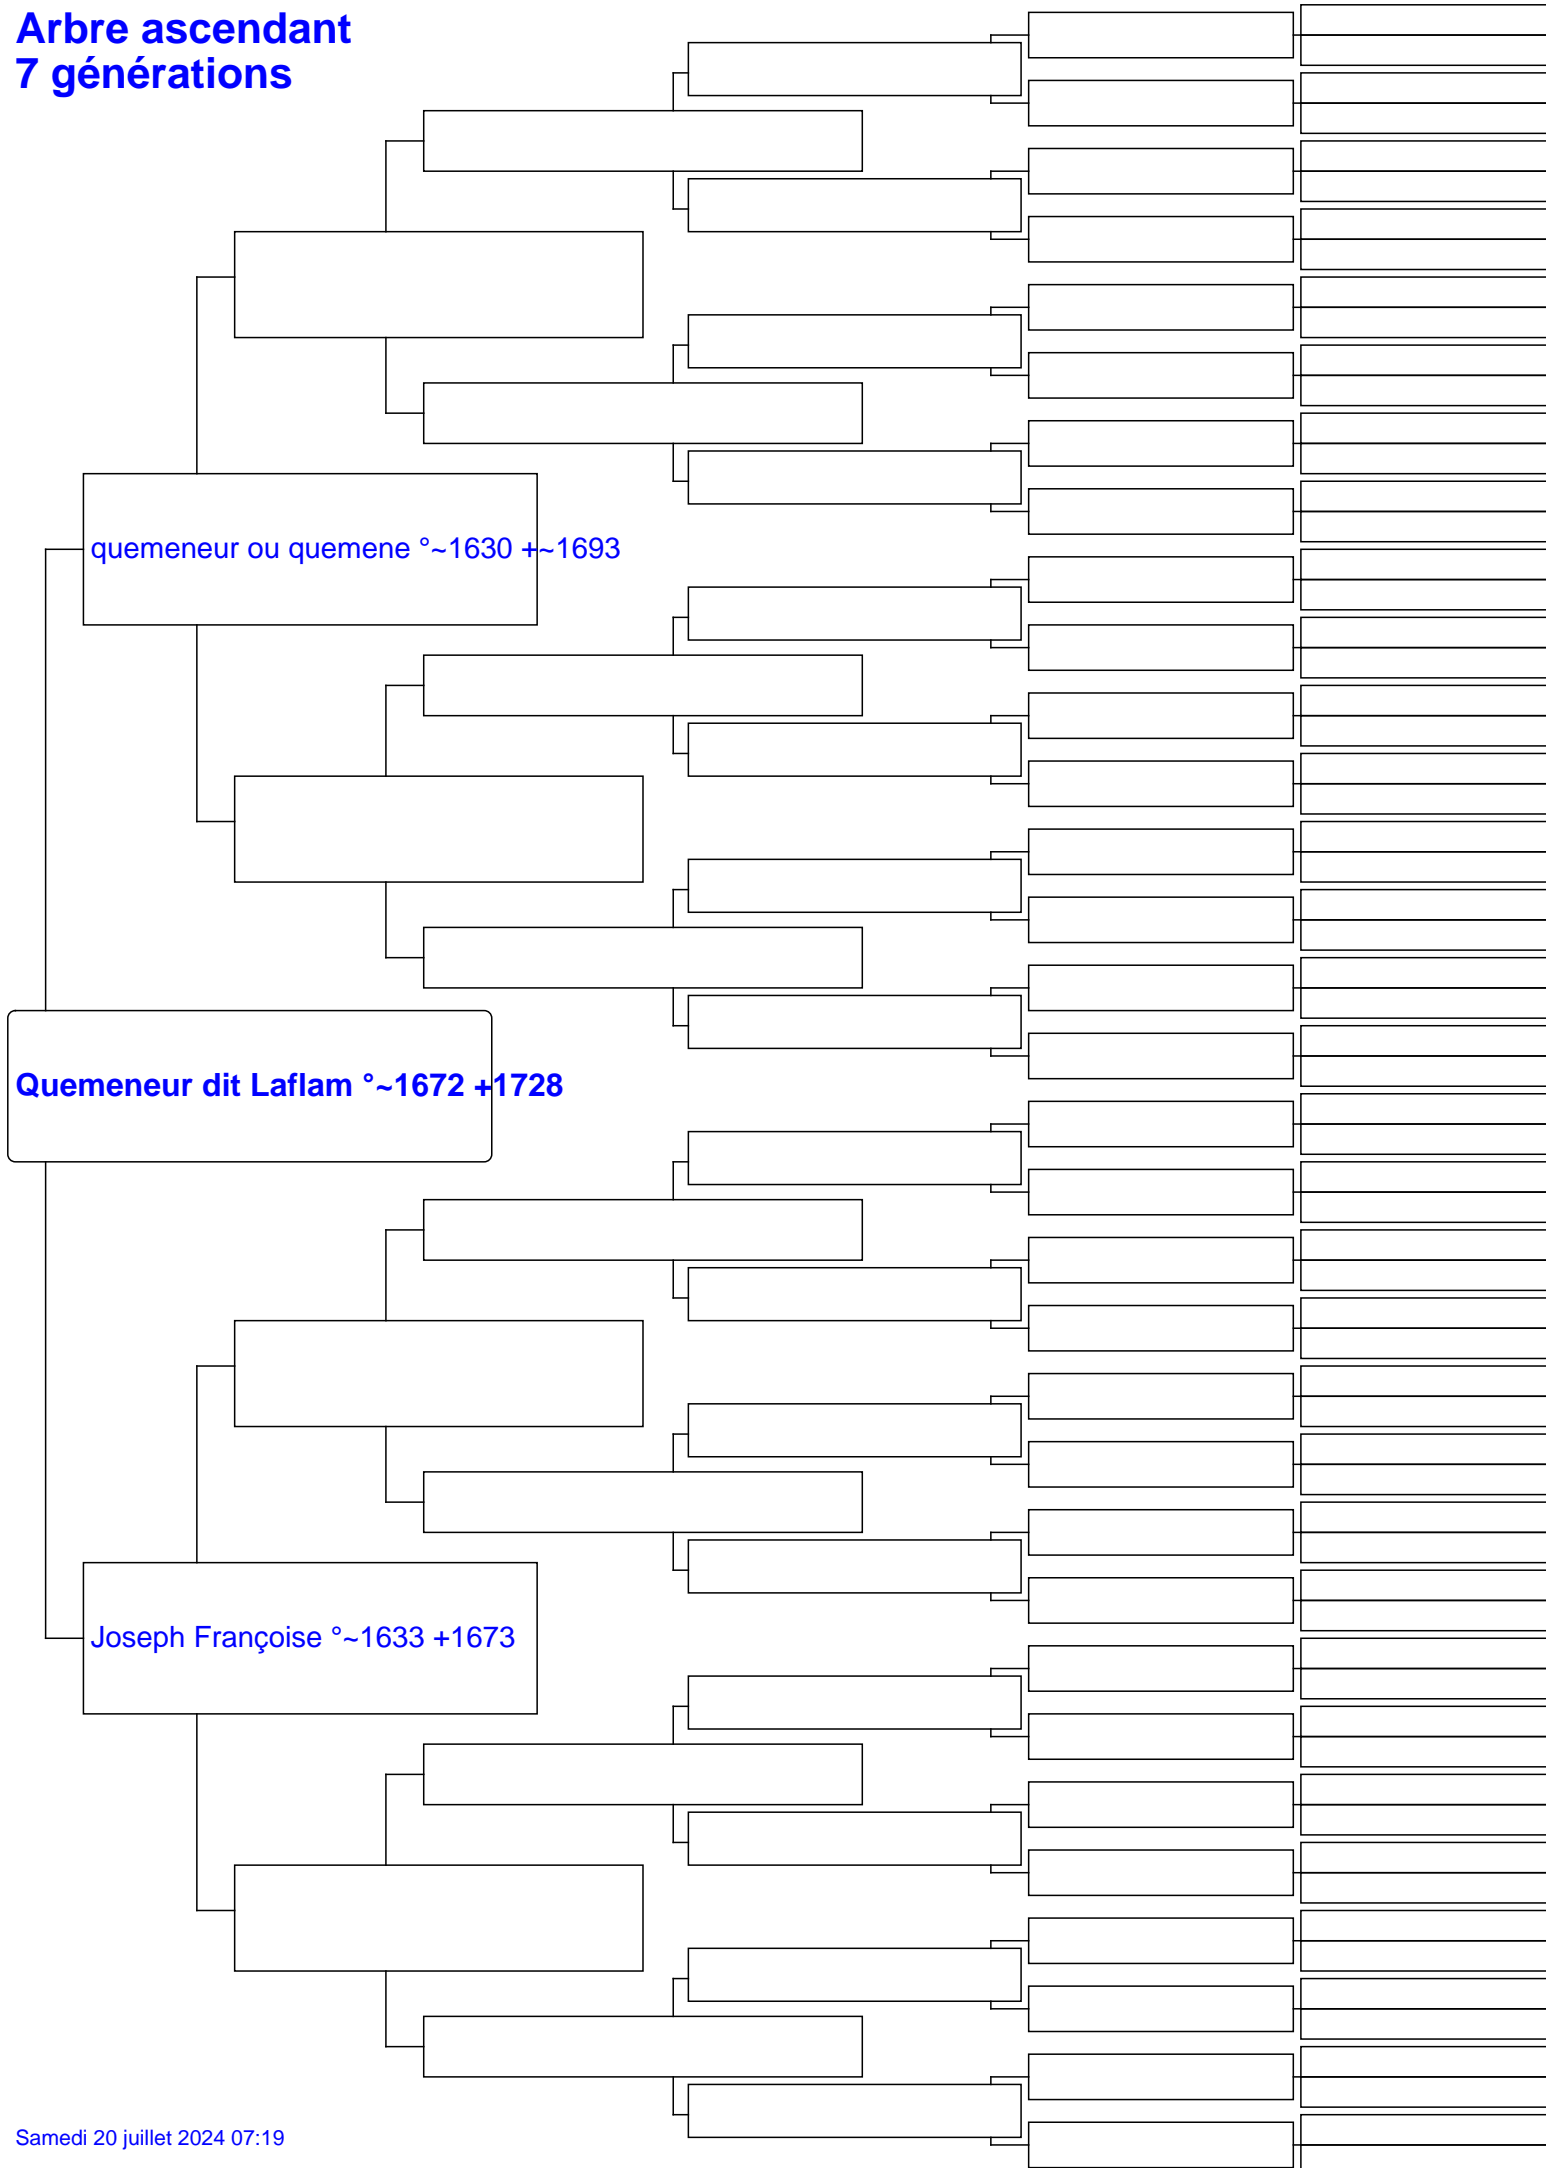 Arbre ascendant
7 générations
quemeneur ou quemene °~1630 +~1693
Quemeneur dit Laflam °~1672 +1728
Joseph Françoise °~1633 +1673
Samedi 20 juillet 2024 07:19